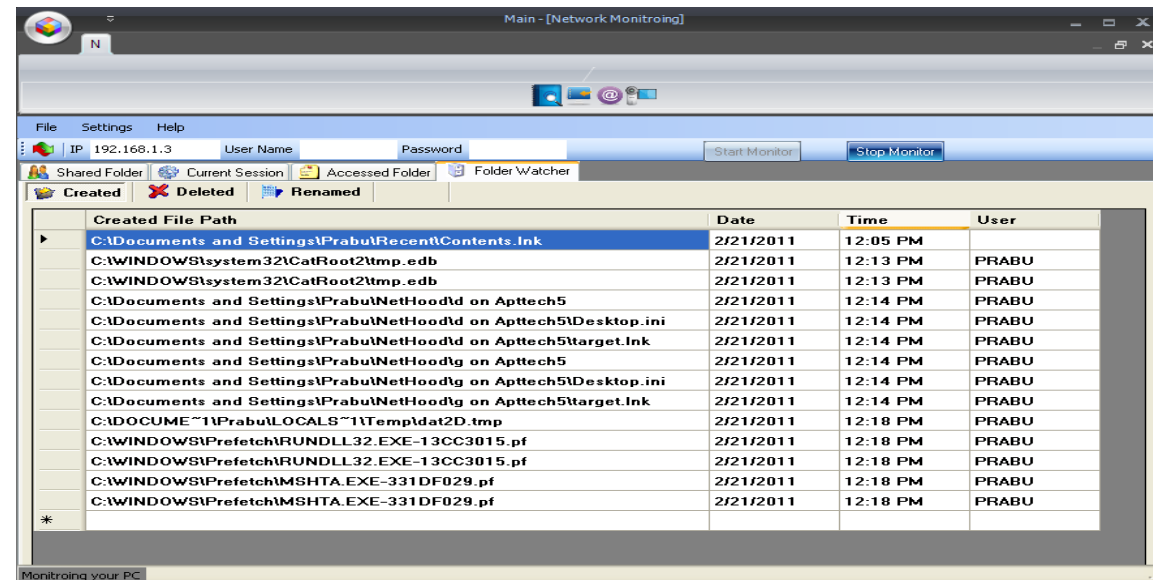 Main - [Network Monitroing]
N
File Settings Help
IP 192.168.1.3 User Name Password Start Monitor Stop Monitor
Shared Folder Current Session Accessed Folder Folder Watcher
Created Deleted Renamed
Created File Path Date Time User
C:\Documents and Settings\Prabu\Recent\Contents.lnk 2/21/2011 12:05 PM
C:\WINDOWS\system32\CatRoot2\tmp.edb 2/21/2011 12:13 PM PRABU
C:\WINDOWS\system32\CatRoot2\tmp.edb 2/21/2011 12:13 PM PRABU
C:\Documents and Settings\Prabu\NetHood\d on Apttech5 2/21/2011 12:14 PM PRABU
C:\Documents and Settings\Prabu\NetHood\d on Apttech5\Desktop.ini 2/21/2011 12:14 PM PRABU
C:\Documents and Settings\Prabu\NetHood\d on Apttech5\target.lnk 2/21/2011 12:14 PM PRABU
C:\Documents and Settings\Prabu\NetHood\g on Apttech5 2/21/2011 12:14 PM PRABU
C:\Documents and Settings\Prabu\NetHood\g on Apttech5\Desktop.ini 2/21/2011 12:14 PM PRABU
C:\Documents and Settings\Prabu\NetHood\g on Apttech5\target.lnk 2/21/2011 12:14 PM PRABU
C:\DOCUME~1\Prabu\LOCALS~1\Temp\dat2D.tmp 2/21/2011 12:18 PM PRABU
C:\WINDOWS\Prefetch\RUNDLL32.EXE-13CC3015.pf 2/21/2011 12:18 PM PRABU
C:\WINDOWS\Prefetch\RUNDLL32.EXE-13CC3015.pf 2/21/2011 12:18 PM PRABU
C:\WINDOWS\Prefetch\MSHTA.EXE-331DF029.pf 2/21/2011 12:18 PM PRABU
C:\WINDOWS\Prefetch\MSHTA.EXE-331DF029.pf 2/21/2011 12:18 PM PRABU
Monitroing your PC